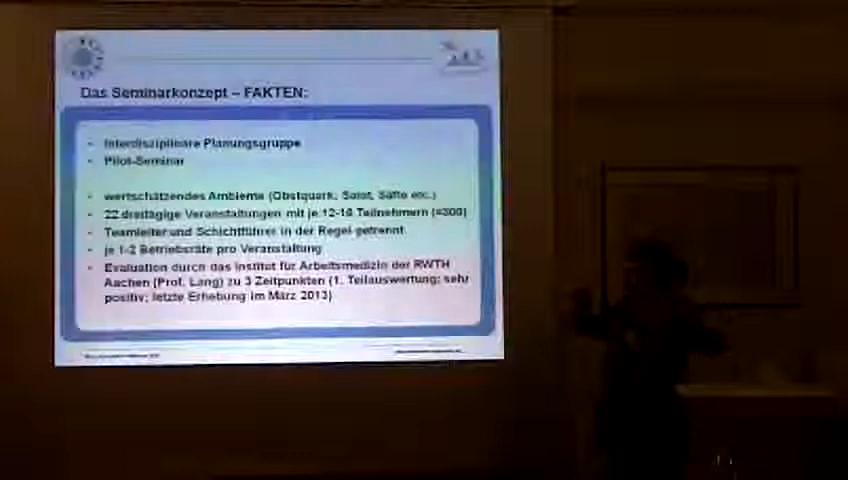 Das Seminarkonzept – FAKTEN:
• Interdisziplinäre Planungsgruppe
• Pilot-Seminar
• wertschätzendes Ambiente (Obstquark, Salat, Säfte etc.)
• 22 dreitägige Veranstaltungen mit je 12-16 Teilnehmern (=300)
• Teamleiter und Schichtführer in der Regel getrennt
• je 1-2 Betriebsräte pro Veranstaltung
• Evaluation durch das Institut für Arbeitsmedizin der RWTH
Aachen (Prof. Lang) zu 3 Zeitpunkten (1. Teilauswertung: sehr
positiv; letzte Erhebung im März 2013)